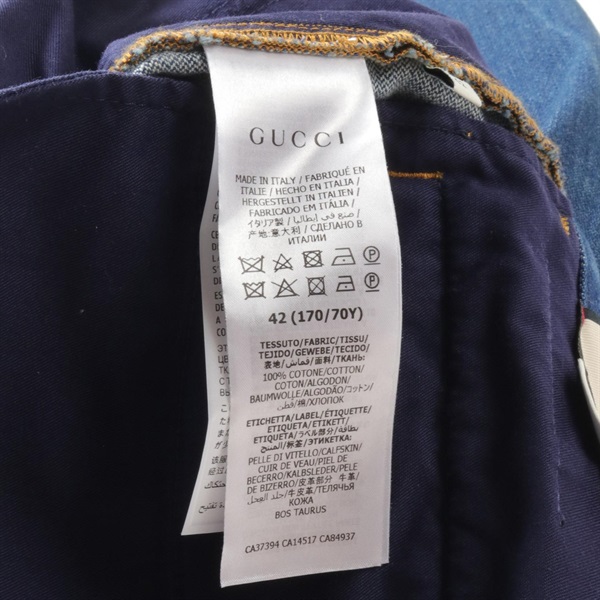 GUCCI
MADE IN ITALY / FABRIQUÉ EN
ITALIE / HECHO EN ITALIA /
HERGESTELLT IN ITALIEN /
FABRICADO EM ITÁLIA /
イタリア製 / صنع في إيطاليا /
产地:意大利 / СДЕЛАНО В
ИТАЛИИ
42 (170/70Y)
TESSUTO/FABRIC/TISSU/
TEJIDO/GEWEBE/TECIDO/
表地/قماش/面料/ТКАНЬ:
100% COTONE/COTTON/
COTON/ALGODON/
BAUMWOLLE/ALGODÃO/コットン/
قطن/棉/ХЛОПОК
ETICHETTA/LABEL/ÉTIQUETTE/
ETIQUETA/ETIKETT/
ETIQUETA/ラベル部分/بطاقة
المنتج/标签/ЭТИКЕТКА:
PELLE DI VITELLO/CALFSKIN/
CUIR DE VEAU/PIEL DE
BECERRO/KALBSLEDER/PELE
DE BIZERRO/皮革部分 牛革/
جلد العجل/牛皮革/ТЕЛЯЧЬЯ
КОЖА
BOS TAURUS
CA37394 CA14517 CA84937